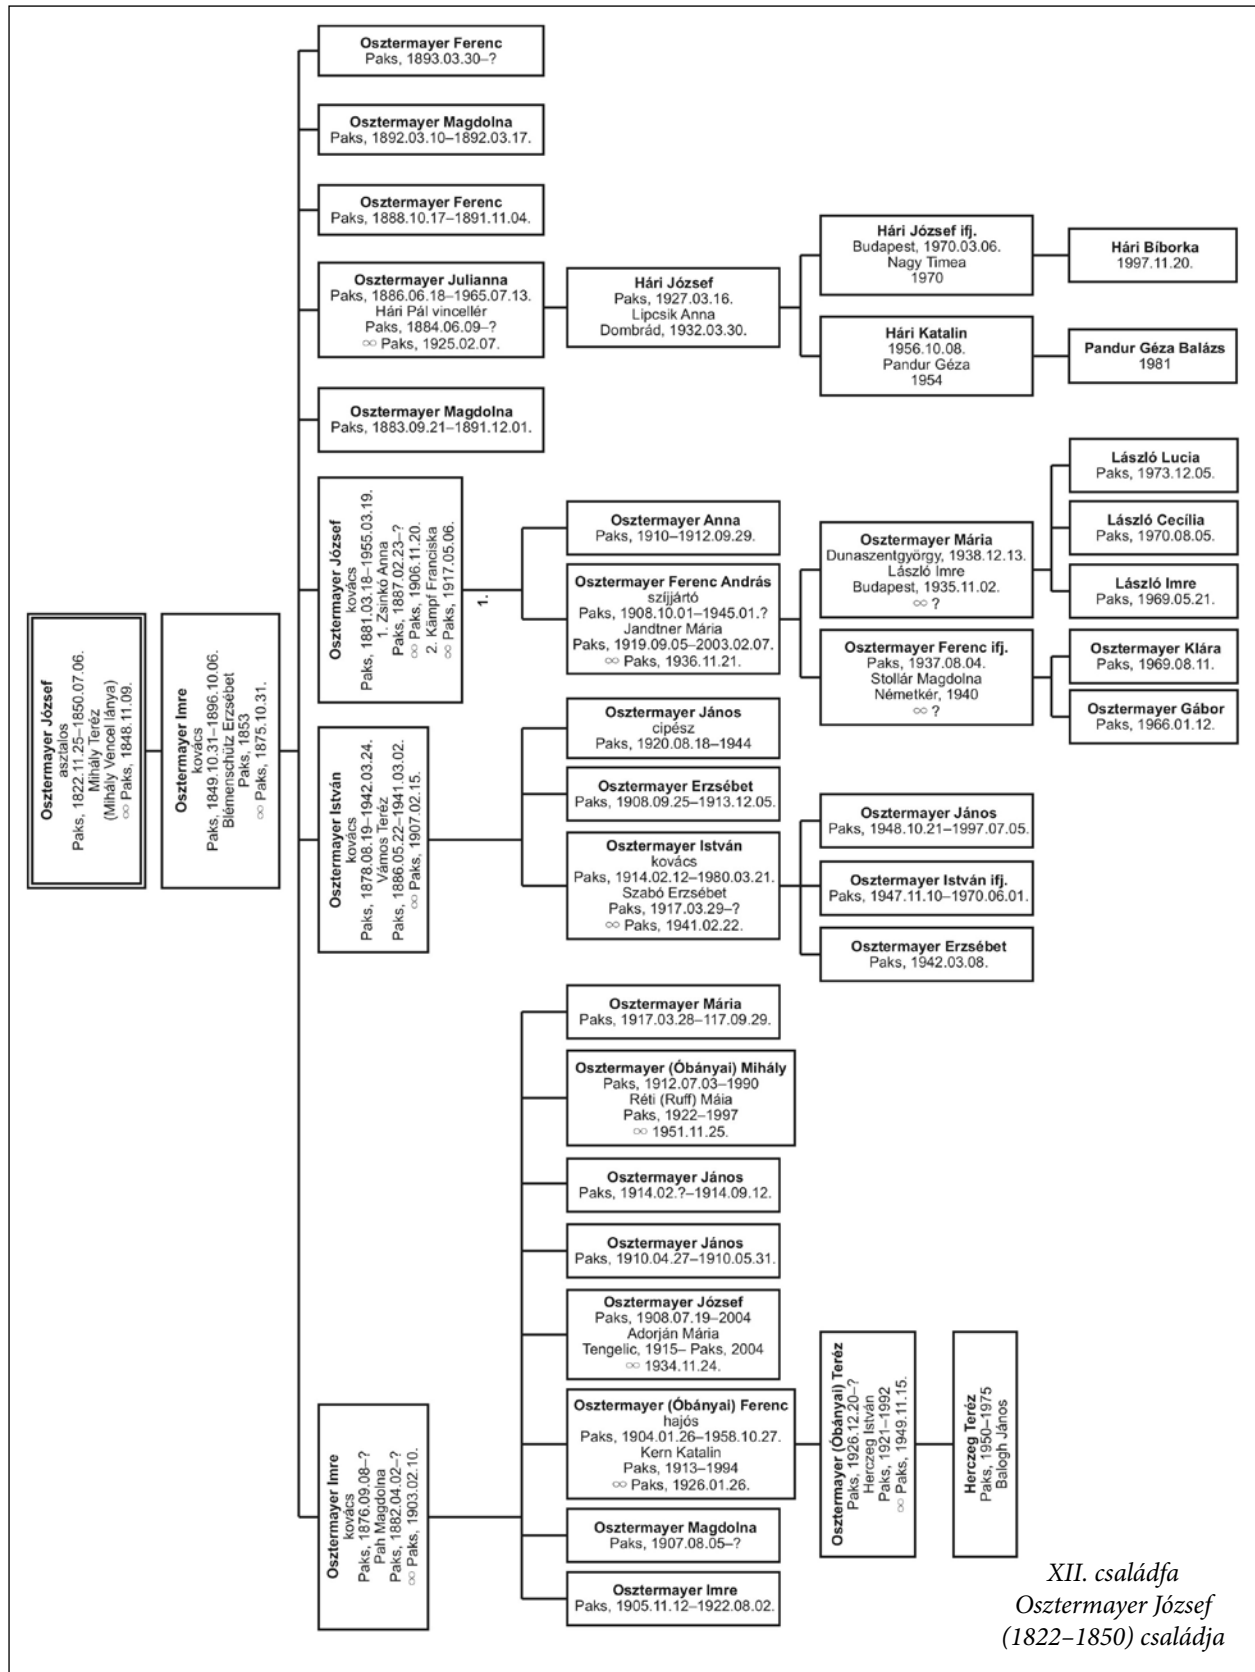 Osztermayer József
asztalos
Paks, 1822.11.25–1850.07.06.
Mihály Teréz
(Mihály Vencel lánya)
∞ Paks, 1848.11.09.
Osztermayer Imre
kovács
Paks, 1849.10.31–1896.10.06.
Blémenschütz Erzsébet
Paks, 1853
∞ Paks, 1875.10.31.
Osztermayer Ferenc
Paks, 1893.03.30–?
Osztermayer Magdolna
Paks, 1892.03.10–1892.03.17.
Osztermayer Ferenc
Paks, 1888.10.17–1891.11.04.
Osztermayer Julianna
Paks, 1886.06.18–1965.07.13.
Hári Pál vincellér
Paks, 1884.06.09–?
∞ Paks, 1925.02.07.
Hári József
Paks, 1927.03.16.
Lipcsik Anna
Dombrád, 1932.03.30.
Hári József ifj.
Budapest, 1970.03.06.
Nagy Timea
1970
Hári Bíborka
1997.11.20.
Hári Katalin
1956.10.08.
Pandur Géza
1954
Pandur Géza Balázs
1981
Osztermayer Magdolna
Paks, 1883.09.21–1891.12.01.
Osztermayer József
kovács
Paks, 1881.03.18–1955.03.19.
1. Zsinkó Anna
Paks, 1887.02.23–?
∞ Paks, 1906.11.20.
2. Kämpf Franciska
∞ Paks, 1917.05.06.
1.
Osztermayer Anna
Paks, 1910–1912.09.29.
Osztermayer Ferenc András
szíjjártó
Paks, 1908.10.01–1945.01.?
Jandtner Mária
Paks, 1919.09.05–2003.02.07.
∞ Paks, 1936.11.21.
Osztermayer Mária
Dunaszentgyörgy, 1938.12.13.
László Imre
Budapest, 1935.11.02.
∞ ?
László Lucia
Paks, 1973.12.05.
László Cecília
Paks, 1970.08.05.
László Imre
Paks, 1969.05.21.
Osztermayer Ferenc ifj.
Paks, 1937.08.04.
Stollár Magdolna
Németkér, 1940
∞ ?
Osztermayer Klára
Paks, 1969.08.11.
Osztermayer Gábor
Paks, 1966.01.12.
Osztermayer István
kovács
Paks, 1878.08.19–1942.03.24.
Vámos Teréz
Paks, 1886.05.22–1941.03.02.
∞ Paks, 1907.02.15.
Osztermayer János
cipész
Paks, 1920.08.18–1944
Osztermayer Erzsébet
Paks, 1908.09.25–1913.12.05.
Osztermayer István
kovács
Paks, 1914.02.12–1980.03.21.
Szabó Erzsébet
Paks, 1917.03.29–?
∞ Paks, 1941.02.22.
Osztermayer János
Paks, 1948.10.21–1997.07.05.
Osztermayer István ifj.
Paks, 1947.11.10–1970.06.01.
Osztermayer Erzsébet
Paks, 1942.03.08.
Osztermayer Imre
kovács
Paks, 1876.09.08–?
Pah Magdolna
Paks, 1882.04.02–?
∞ Paks, 1903.02.10.
Osztermayer Mária
Paks, 1917.03.28–117.09.29.
Osztermayer (Óbányai) Mihály
Paks, 1912.07.03–1990
Réti (Ruff) Máia
Paks, 1922–1997
∞ 1951.11.25.
Osztermayer János
Paks, 1914.02.?–1914.09.12.
Osztermayer János
Paks, 1910.04.27–1910.05.31.
Osztermayer József
Paks, 1908.07.19–2004
Adorján Mária
Tengelic, 1915– Paks, 2004
∞ 1934.11.24.
Osztermayer (Óbányai) Ferenc
hajós
Paks, 1904.01.26–1958.10.27.
Kern Katalin
Paks, 1913–1994
∞ Paks, 1926.01.26.
Osztermayer (Óbányai) Teréz
Paks, 1926.12.20–?
Herczeg István
Paks, 1921–1992
∞ Paks, 1949.11.15.
Herczeg Teréz
Paks, 1950–1975
Balogh János
Osztermayer Magdolna
Paks, 1907.08.05–?
Osztermayer Imre
Paks, 1905.11.12–1922.08.02.
XII. családfa
Osztermayer József
(1822–1850) családja